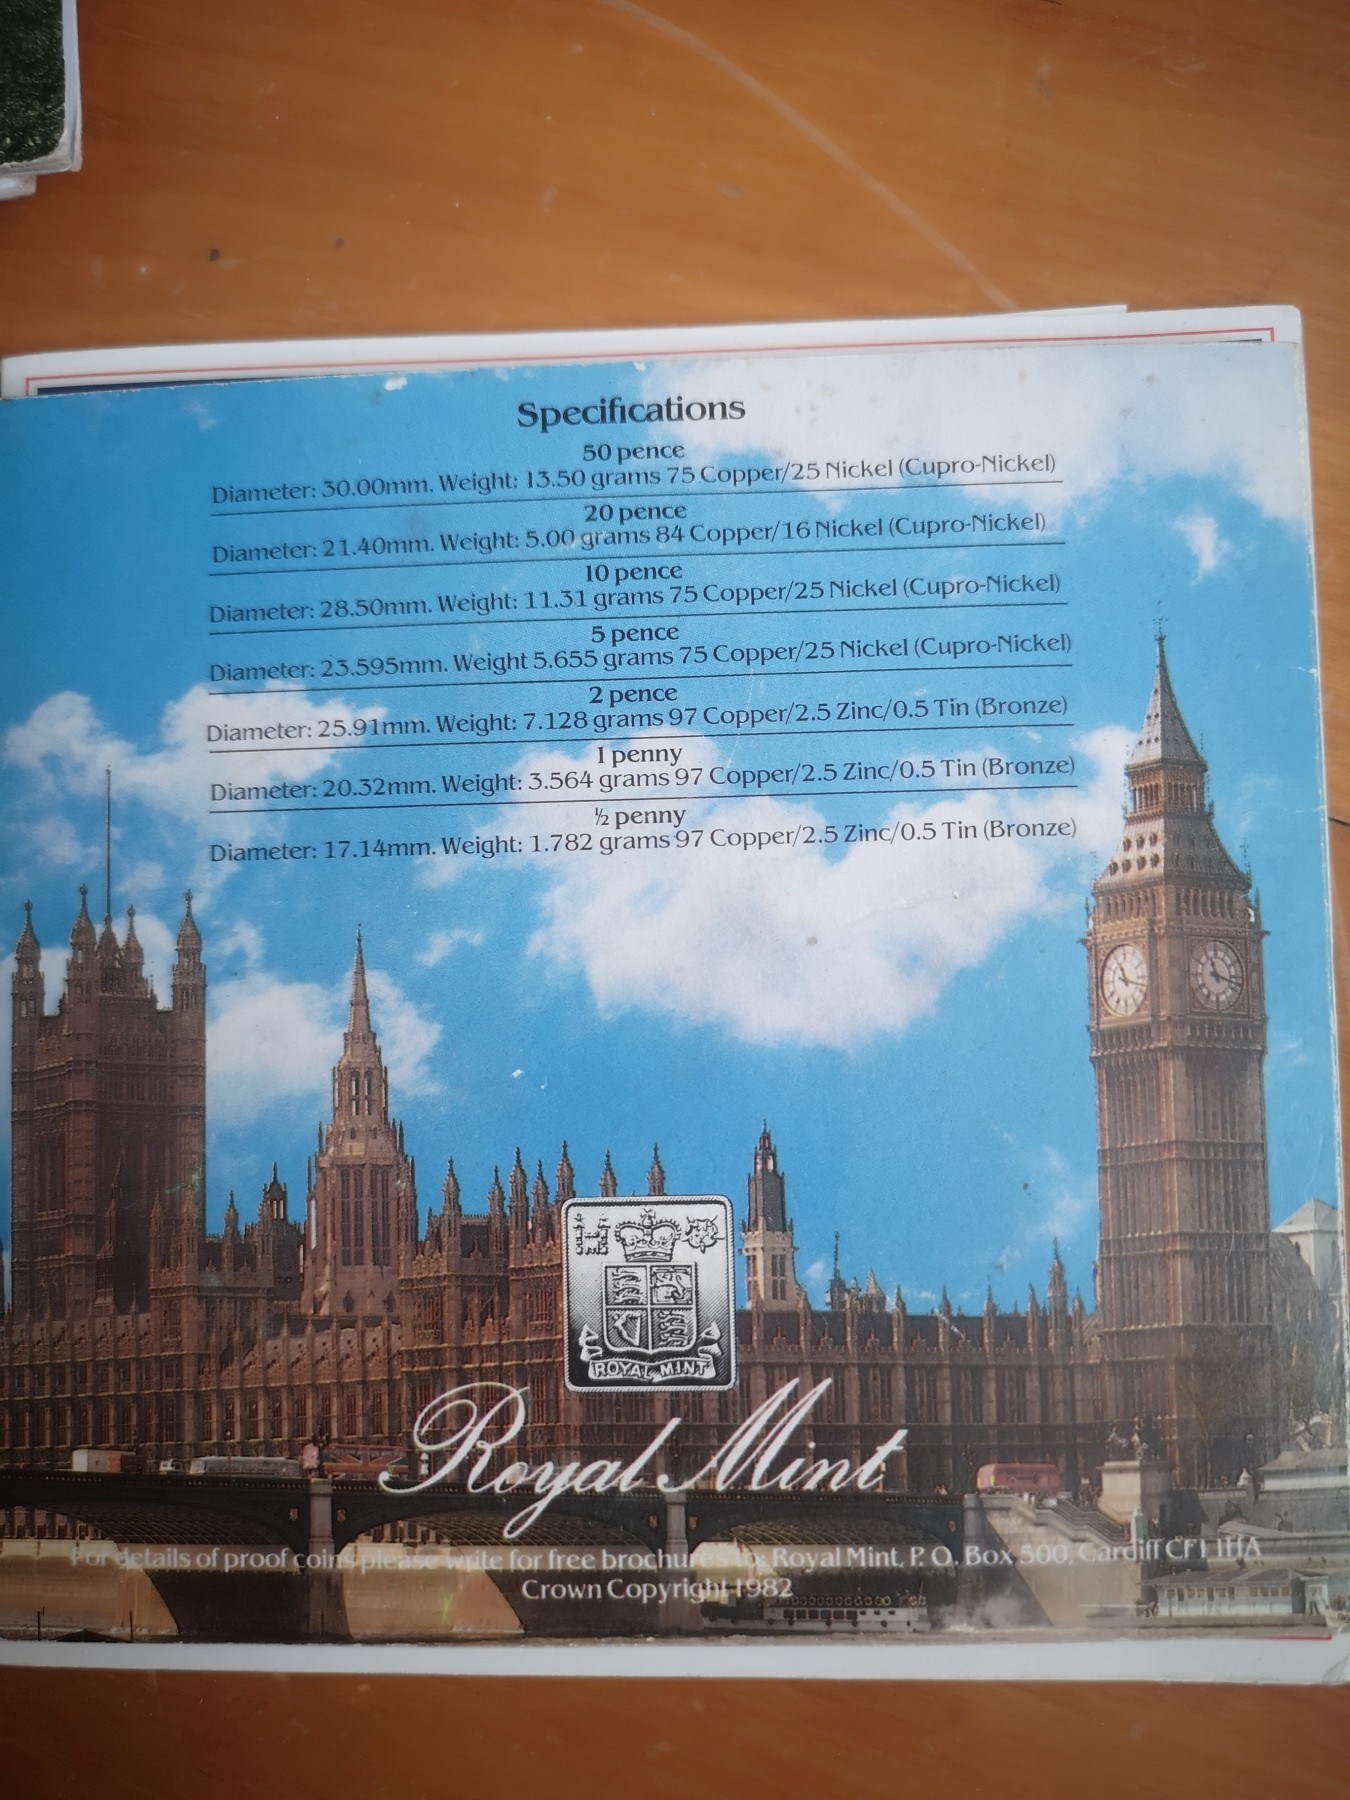 Specifications
50 pence
Diameter: 30.00mm. Weight: 13.50 grams 75 Copper/25 Nickel (Cupro-Nickel)
20 pence
Diameter: 21.40mm. Weight: 5.00 grams 84 Copper/16 Nickel (Cupro-Nickel)
10 pence
Diameter: 28.50mm. Weight: 11.31 grams 75 Copper/25 Nickel (Cupro-Nickel)
5 pence
Diameter: 23.595mm. Weight 5.655 grams 75 Copper/25 Nickel (Cupro-Nickel)
2 pence
Diameter: 25.91mm. Weight: 7.128 grams 97 Copper/2.5 Zinc/0.5 Tin (Bronze)
1 penny
Diameter: 20.32mm. Weight: 3.564 grams 97 Copper/2.5 Zinc/0.5 Tin (Bronze)
½ penny
Diameter: 17.14mm. Weight: 1.782 grams 97 Copper/2.5 Zinc/0.5 Tin (Bronze)
ROYAL MINT
Royal Mint
For details of proof coins please write for free brochures to: Royal Mint, P.O. Box 500, Cardiff CF1 1HA
Crown Copyright 1982